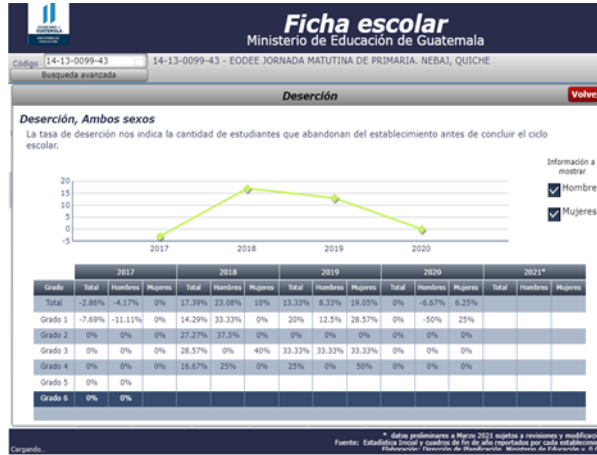 GUATEMALA
Ficha escolar
Ministerio de Educación de Guatemala
Código 14-13-0099-43
14-13-0099-43 - EODEE JORNADA MATUTINA DE PRIMARIA. NEBAJ, QUICHE
Busqueda avanzada
Deserción
Volve
Deserción, Ambos sexos
La tasa de deserción nos indica la cantidad de estudiantes que abandonan del establecimiento antes de concluir el ciclo
escolar.
Información a
mostrar
Hombre
Mujeres
20
15
10
5
0
-5
2017 2018 2019 2020
2017 2018 2019 2020 2021*
Grado Total Hombres Mujeres Total Hombres Mujeres Total Hombres Mujeres Total Hombres Mujeres Total Hombres Mujeres
Total -2.86% -4.17% 0% 17.39% 23.08% 10% 13.33% 8.33% 19.05% 0% -6.67% 6.25%
Grado 1 -7.69% -11.11% 0% 14.29% 33.33% 0% 20% 12.5% 28.57% 0% -50% 25%
Grado 2 0% 0% 0% 27.27% 37.5% 0% 0% 0% 0% 0% 0% 0%
Grado 3 0% 0% 0% 28.57% 0% 40% 33.33% 33.33% 33.33% 0% 0% 0%
Grado 4 0% 0% 0% 16.67% 25% 0% 25% 0% 50% 0% 0% 0%
Grado 5 0% 0%
Grado 6 0% 0%
* datos preliminares a Marzo 2021 sujetos a revisiones y modificaci
Fuente: Estadística Inicial y cuadros de fin de año reportados por cada establecimie
Elaboración: Dirección de Planificación, Ministerio de Educación
Cargando..